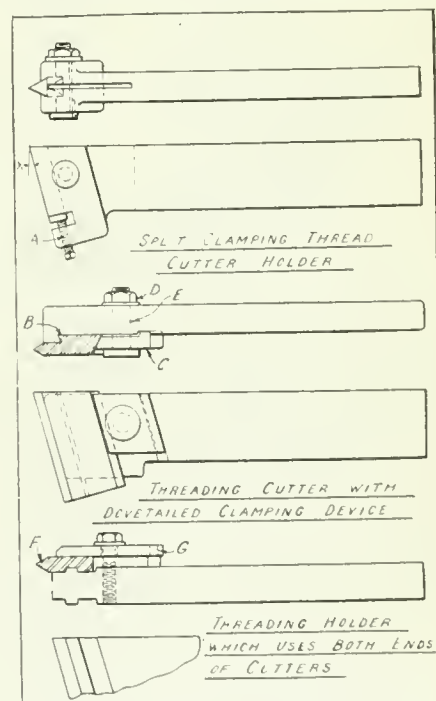 X
A
SPLIT CLAMPING THREAD
CUTTER HOLDER
D
E
B
C
THREADING CUTTER WITH
DOVETAILED CLAMPING DEVICE
F
G
THREADING HOLDER
WHICH USES BOTH ENDS
OF CUTTERS